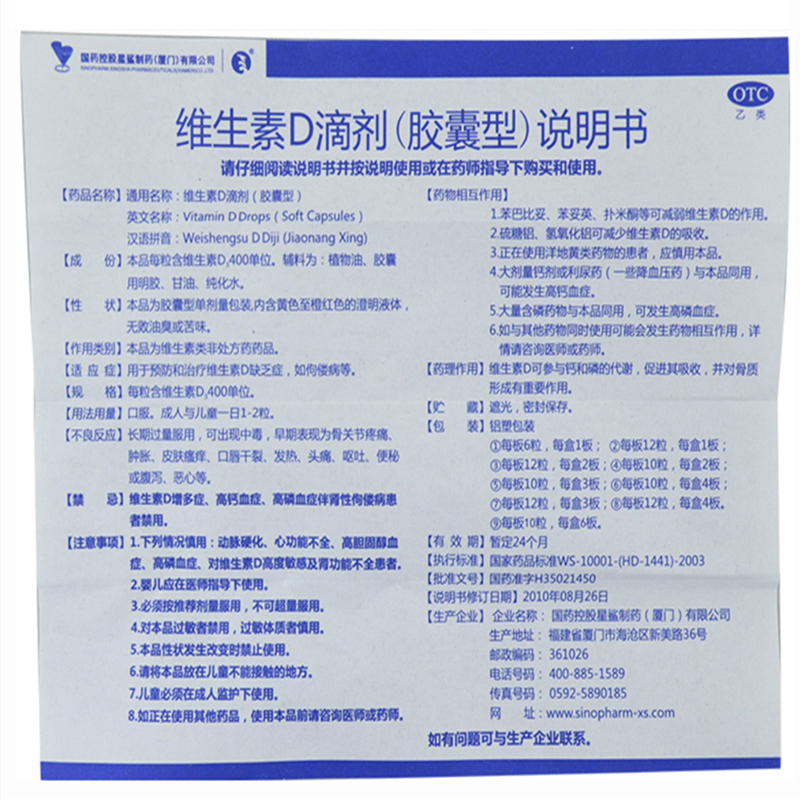 国药控股星鲨制药(厦门)有限公司
SINOPHARM XINGSHA PHARMACEUTICALS(XIAMEN)CO.,LTD
OTC
乙类
维生素D滴剂(胶囊型)说明书
请仔细阅读说明书并按说明使用或在药师指导下购买和使用。
【药品名称】通用名称：维生素D滴剂（胶囊型）
英文名称：Vitamin D Drops（Soft Capsules）
汉语拼音：Weishengsu D Diji (Jiaonang Xing)
【成 份】本品每粒含维生素D₃400单位。辅料为：植物油、胶囊
用明胶、甘油、纯化水。
【性 状】本品为胶囊型单剂量包装,内含黄色至橙红色的澄明液体,
无败油臭或苦味。
【作用类别】本品为维生素类非处方药药品。
【适 应 症】用于预防和治疗维生素D缺乏症，如佝偻病等。
【规 格】每粒含维生素D₃400单位。
【用法用量】口服。成人与儿童一日1-2粒。
【不良反应】长期过量服用，可出现中毒，早期表现为骨关节疼痛、
肿胀、皮肤瘙痒、口唇干裂、发热、头痛、呕吐、便秘
或腹泻、恶心等。
【禁 忌】维生素D增多症、高钙血症、高磷血症伴肾性佝偻病患
者禁用。
【注意事项】1.下列情况慎用：动脉硬化、心功能不全、高胆固醇血
症、高磷血症、对维生素D高度敏感及肾功能不全患者。
2.婴儿应在医师指导下使用。
3.必须按推荐剂量服用，不可超量服用。
4.对本品过敏者禁用，过敏体质者慎用。
5.本品性状发生改变时禁止使用。
6.请将本品放在儿童不能接触的地方。
7.儿童必须在成人监护下使用。
8.如正在使用其他药品，使用本品前请咨询医师或药师。
【药物相互作用】
1.苯巴比妥、苯妥英、扑米酮等可减弱维生素D的作用。
2.硫糖铝、氢氧化铝可减少维生素D的吸收。
3.正在使用洋地黄类药物的患者，应慎用本品。
4.大剂量钙剂或利尿药（一些降血压药）与本品同用，
可能发生高钙血症。
5.大量含磷药物与本品同用，可发生高磷血症。
6.如与其他药物同时使用可能会发生药物相互作用，详
情请咨询医师或药师。
【药理作用】维生素D可参与钙和磷的代谢，促进其吸收，并对骨质
形成有重要作用。
【贮 藏】遮光，密封保存。
【包 装】铝塑包装
①每板6粒，每盒1板；②每板12粒，每盒1板；
③每板12粒，每盒2板；④每板10粒，每盒2板；
⑤每板10粒，每盒3板；⑥每板10粒，每盒4板；
⑦每板12粒，每盒3板；⑧每板12粒，每盒4板。
⑨每板10粒，每盒6板。
【有 效 期】暂定24个月
【执行标准】国家药品标准WS-10001-(HD-1441)-2003
【批准文号】国药准字H35021450
【说明书修订日期】2010年08月26日
【生产企业】企业名称：国药控股星鲨制药（厦门）有限公司
生产地址：福建省厦门市海沧区新美路36号
邮政编码：361026
电话号码：400-885-1589
传真号码：0592-5890185
网 址：www.sinopharm-xs.com
如有问题可与生产企业联系。